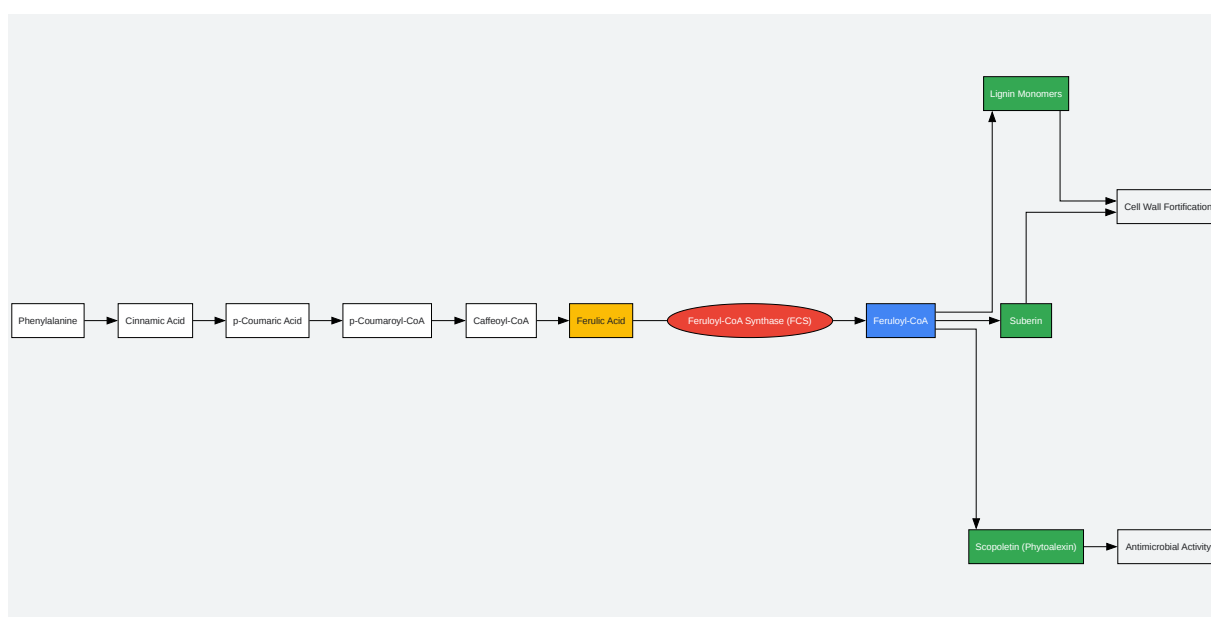 Lignin Monomers
Cell Wall Fortification
Phenylalanine
Cinnamic Acid
p-Coumaric Acid
p-Coumaroyl-CoA
Caffeoyl-CoA
Ferulic Acid
Feruloyl-CoA Synthase (FCS)
Feruloyl-CoA
Suberin
Scopoletin (Phytoalexin)
Antimicrobial Activity